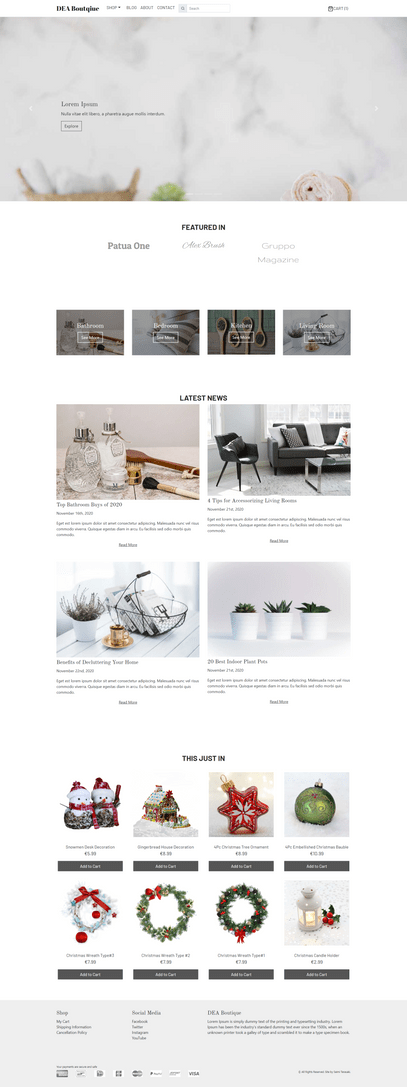 DEA Boutqiue SHOP BLOG ABOUT CONTACT Search CART (1)
Lorem Ipsum
Nulla vitae elit libero, a pharetra augue mollis interdum.
Explore
FEATURED IN
Patua One Alex Brush Gruppo
Magazine
Bathroom Bedroom Kitchen Living Room
See More See More See More See More
LATEST NEWS
Top Bathroom Buys of 2020
November 16th, 2020
Eget est lorem ipsum dolor sit amet consectetur adipiscing. Malesuada nunc vel risus
commodo viverra. Quisque egestas diam in arcu. Eu facilisis sed odio morbi quis
commodo.
Read More
4 Tips for Accessorizing Living Rooms
November 21st, 2020
Eget est lorem ipsum dolor sit amet consectetur adipiscing. Malesuada nunc vel risus
commodo viverra. Quisque egestas diam in arcu. Eu facilisis sed odio morbi quis
commodo.
Read More
Benefits of Decluttering Your Home
November 22nd, 2020
Eget est lorem ipsum dolor sit amet consectetur adipiscing. Malesuada nunc vel risus
commodo viverra. Quisque egestas diam in arcu. Eu facilisis sed odio morbi quis
commodo.
Read More
20 Best Indoor Plant Pots
November 21st, 2020
Eget est lorem ipsum dolor sit amet consectetur adipiscing. Malesuada nunc vel risus
commodo viverra. Quisque egestas diam in arcu. Eu facilisis sed odio morbi quis
commodo.
Read More
THIS JUST IN
Snowmen Desk Decoration Gingerbread House Decoration 4Pc Christmas Tree Ornament 4Pc Embellished Christmas Bauble
€5.99 €9.99 €8.99 €10.99
Add to Cart Add to Cart Add to Cart Add to Cart
Christmas Wreath Type#3 Christmas Wreath Type #2 Christmas Wreath Type#1 Christmas Candle Holder
€7.99 €7.99 €7.99 €2.99
Add to Cart Add to Cart Add to Cart Add to Cart
Shop
My Cart
Shipping Information
Cancellation Policy
Social Media
Facebook
Twitter
Instagram
YouTube
DEA Boutique
Lorem Ipsum is simply dummy text of the printing and typesetting industry. Lorem
Ipsum has been the industry's standard dummy text ever since the 1500s, when an
unknown printer took a galley of type and scrambled it to make a type specimen book.
PayPal VISA